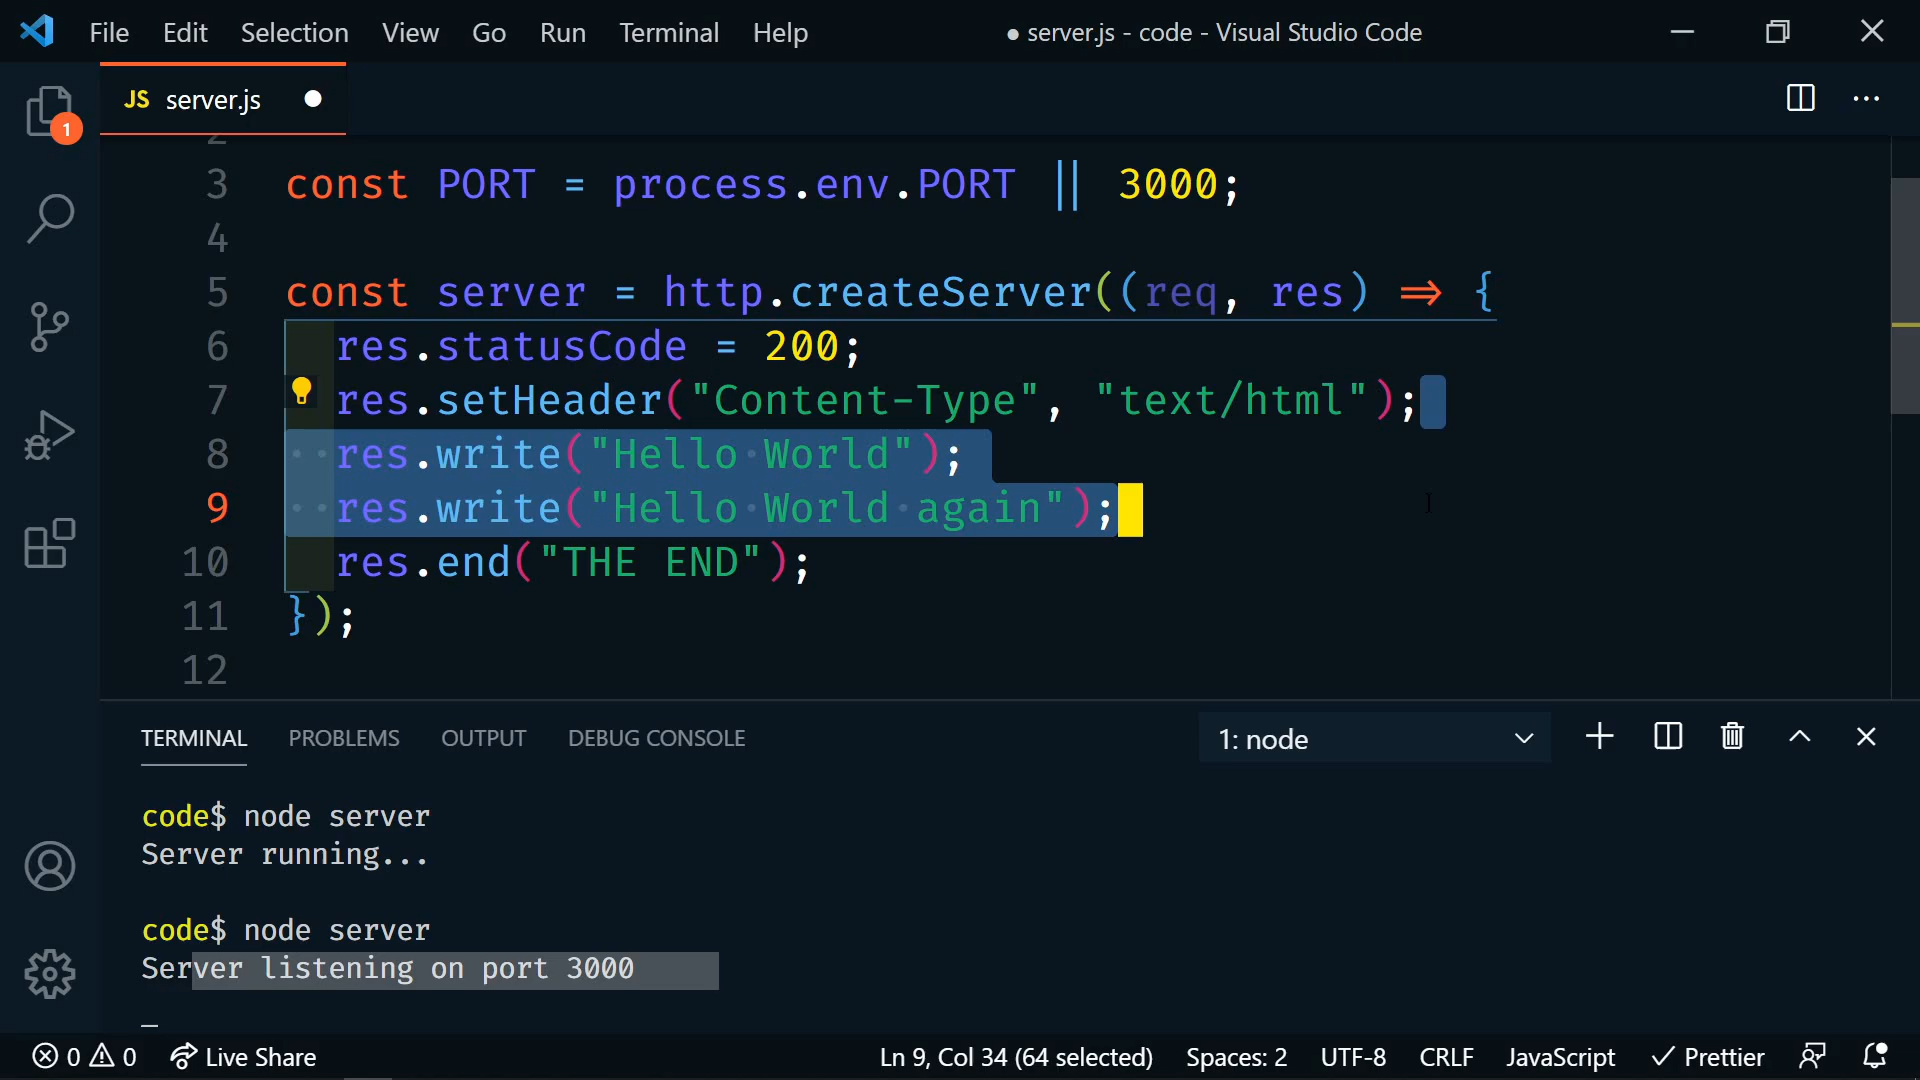 File Edit Selection View Go Run Terminal Help ● server.js - code - Visual Studio Code
JS server.js ●
1
2
3 const PORT = process.env.PORT || 3000;
4
5 const server = http.createServer((req, res) => {
6 res.statusCode = 200;
7 res.setHeader("Content-Type", "text/html");
8 res.write("Hello World");
9 res.write("Hello World again");
10 res.end("THE END");
11 });
12
TERMINAL PROBLEMS OUTPUT DEBUG CONSOLE 1: node
code$ node server
Server running...
code$ node server
Server listening on port 3000
0 0 Live Share Ln 9, Col 34 (64 selected) Spaces: 2 UTF-8 CRLF JavaScript Prettier